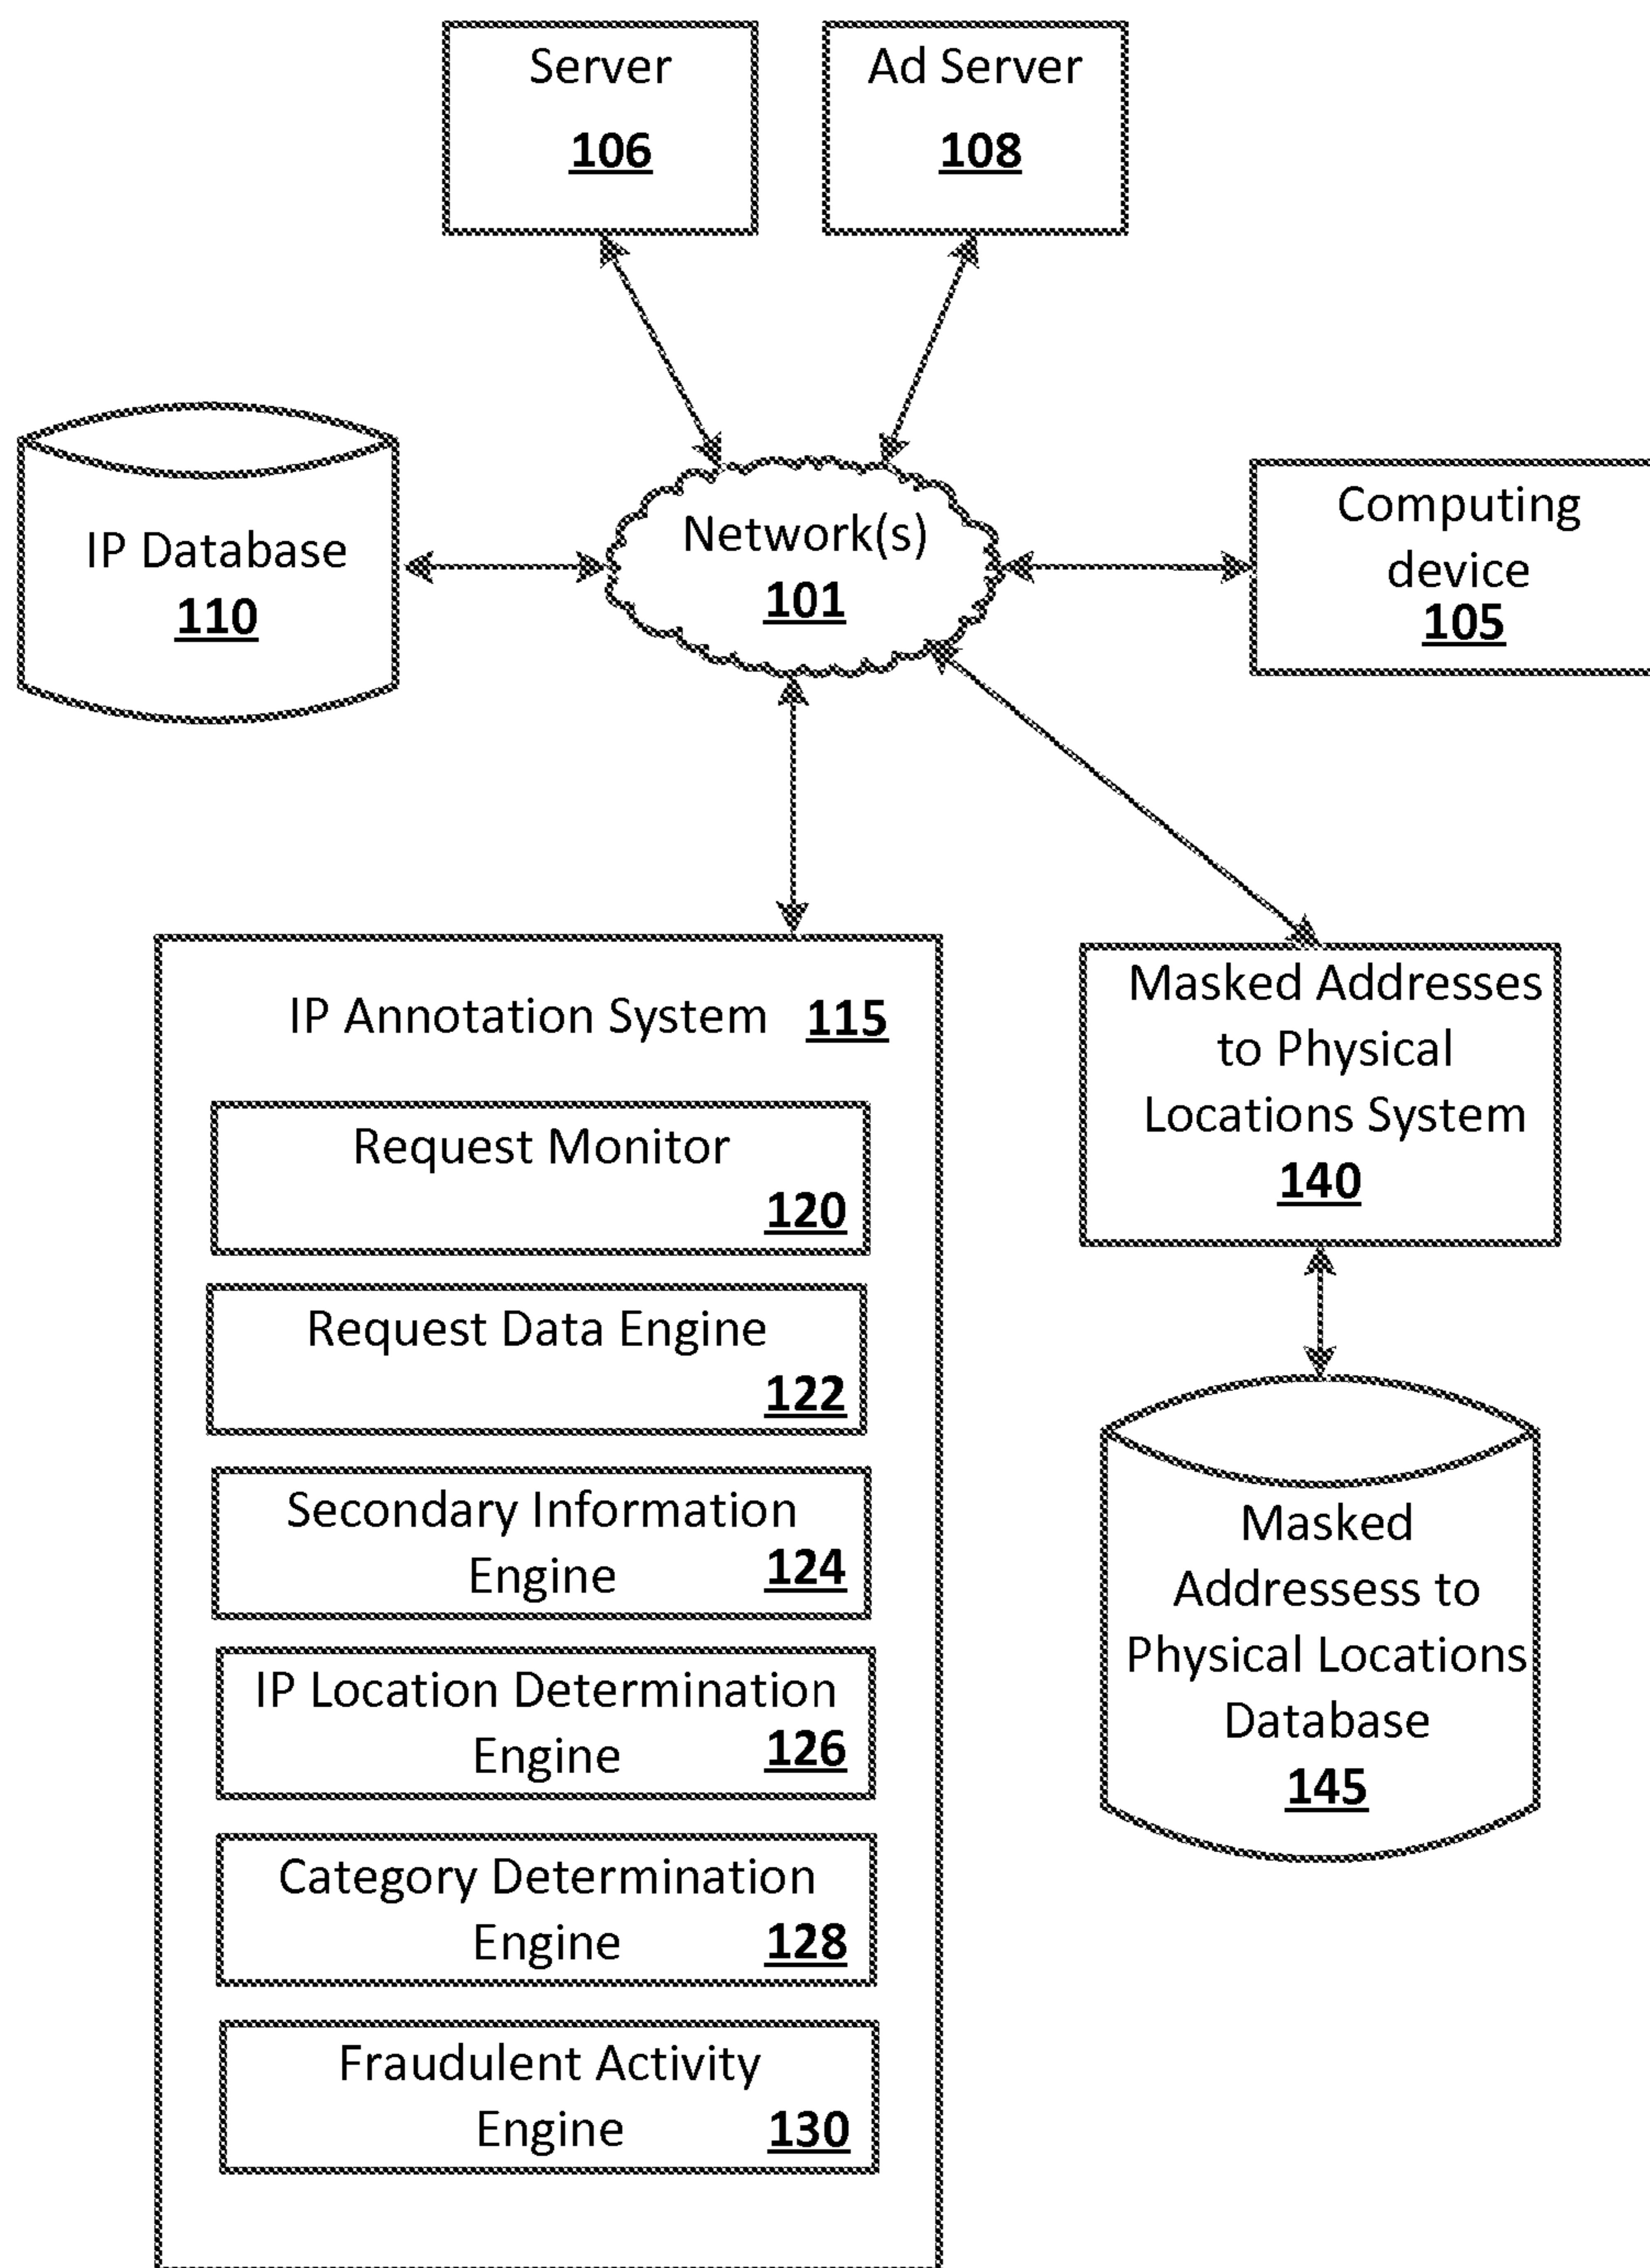 Server
106
Ad Server
108
IP Database
110
Network(s)
101
Computing
device
105
IP Annotation System 115
Request Monitor
120
Request Data Engine
122
Secondary Information
Engine 124
IP Location Determination
Engine 126
Category Determination
Engine 128
Fraudulent Activity
Engine 130
Masked Addresses
to Physical
Locations System
140
Masked
Addressess to
Physical Locations
Database
145